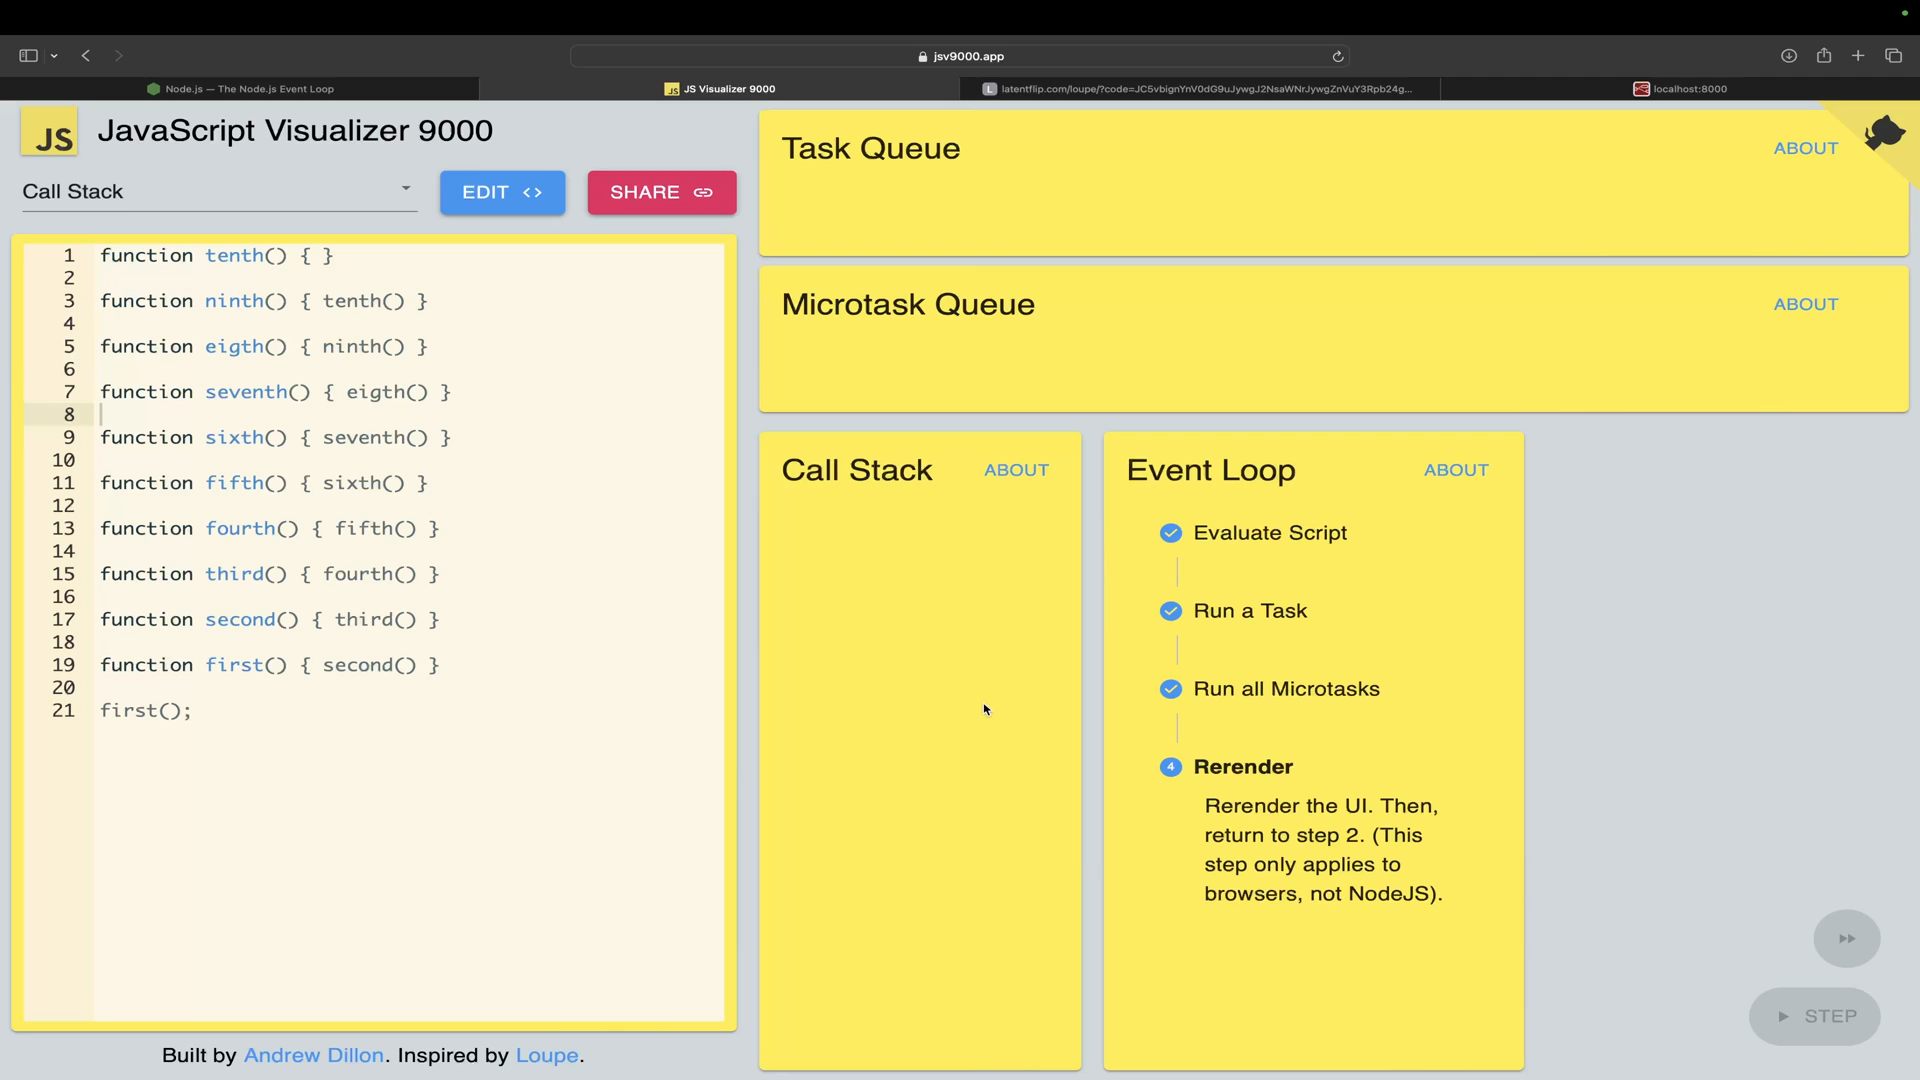 jsv9000.app
Node.js — The Node.js Event Loop
JS Visualizer 9000
L latentflip.com/loupe/?code=JC5vbignYnV0dG9uJywgJ2NsaWNrJywgZnVuY3Rpb24g...
localhost:8000
JS JavaScript Visualizer 9000
Call Stack
EDIT <>
SHARE
1 function tenth() { }
2
3 function ninth() { tenth() }
4
5 function eigth() { ninth() }
6
7 function seventh() { eigth() }
8
9 function sixth() { seventh() }
10
11 function fifth() { sixth() }
12
13 function fourth() { fifth() }
14
15 function third() { fourth() }
16
17 function second() { third() }
18
19 function first() { second() }
20
21 first();
Built by Andrew Dillon. Inspired by Loupe.
Task Queue
ABOUT
Microtask Queue
ABOUT
Call Stack
ABOUT
Event Loop
ABOUT
Evaluate Script
Run a Task
Run all Microtasks
4 Rerender
Rerender the UI. Then,
return to step 2. (This
step only applies to
browsers, not NodeJS).
STEP